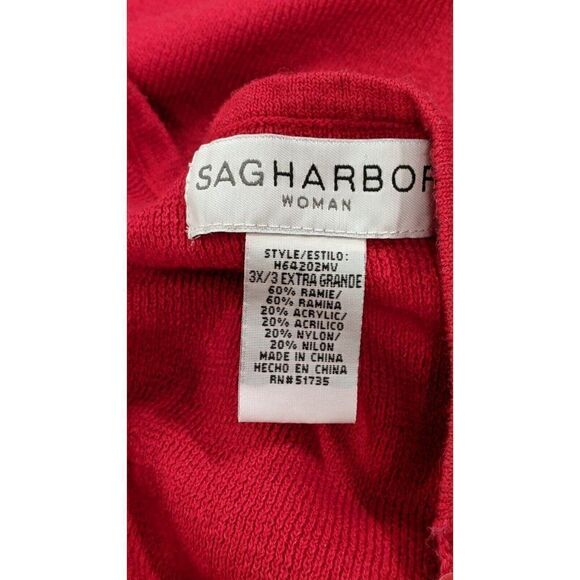 SAGHARBOR
WOMAN
STYLE/ESTILO:
H64202MV
3X/3 EXTRA GRANDE
60% RAMIE/
60% RAMINA
20% ACRYLIC/
20% ACRILICO
20% NYLON/
20% NILON
MADE IN CHINA
HECHO EN CHINA
RN#51735